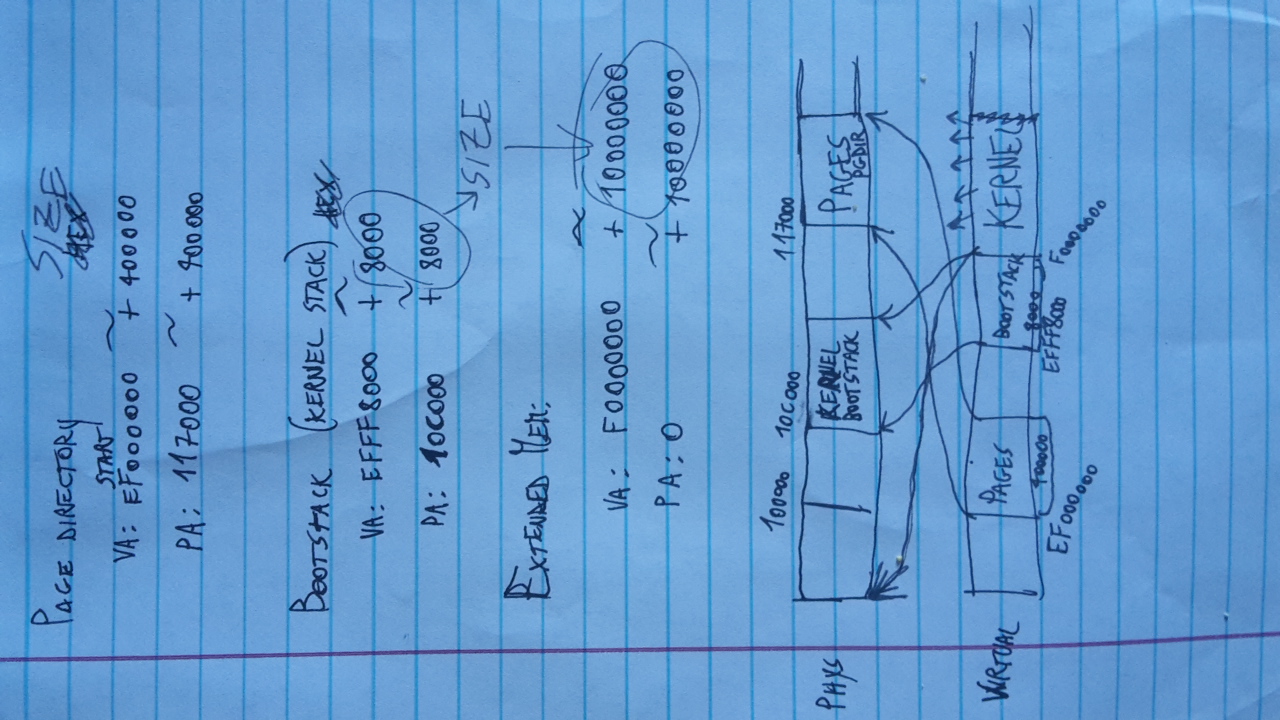 PAGE DIRECTORY SIZE
START
VA: EF000000 ~ + 400000
PA: 117000 ~ + 400000
BOOTSTACK (KERNEL STACK)
VA: EFFF8000 ~ + 8000
PA: 10C000 ~ + 8000
SIZE
EXTENDED MEM:
VA: F0000000 ~ + 10000000
PA: 0 ~ + 10000000
100000 10C000 117000
PHYS KERNEL BOOTSTACK PAGES PGDIR
VIRTUAL PAGES BOOTSTACK KERNEL
400000 8000
EF000000 EFFF8000 F0000000